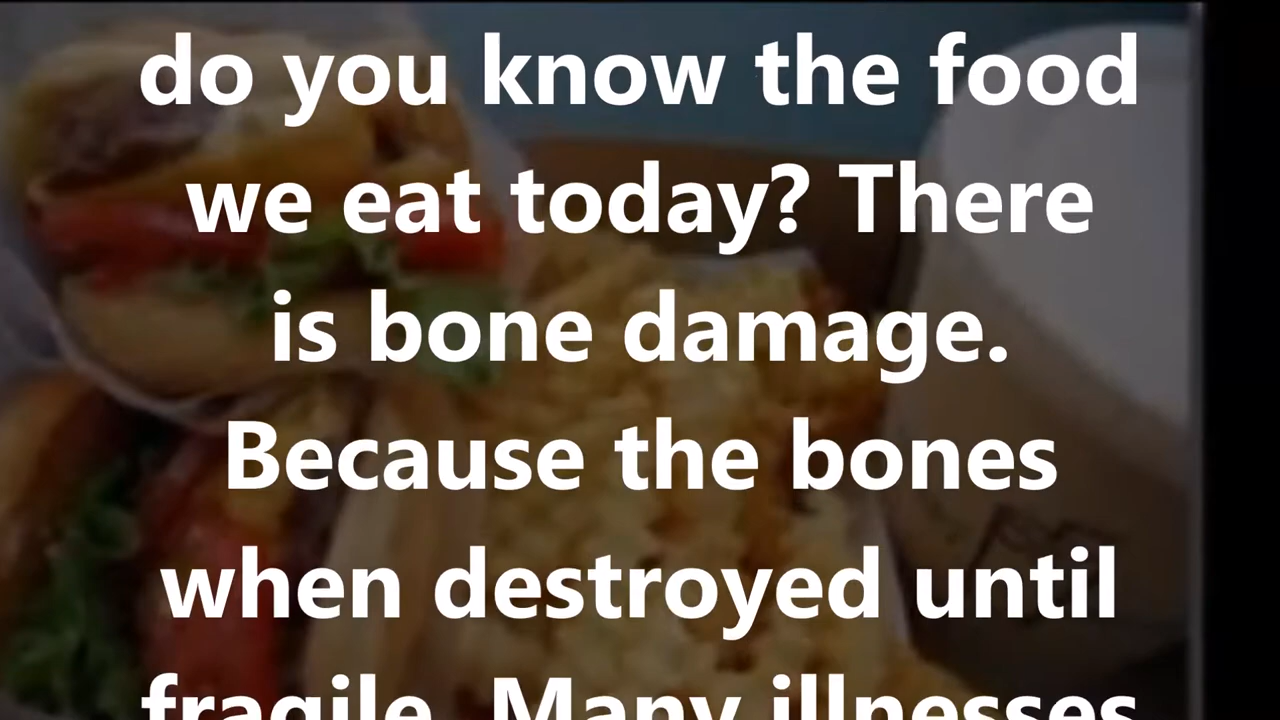 do you know the food
we eat today? There
is bone damage.
Because the bones
when destroyed until
fragile. Many illnesses